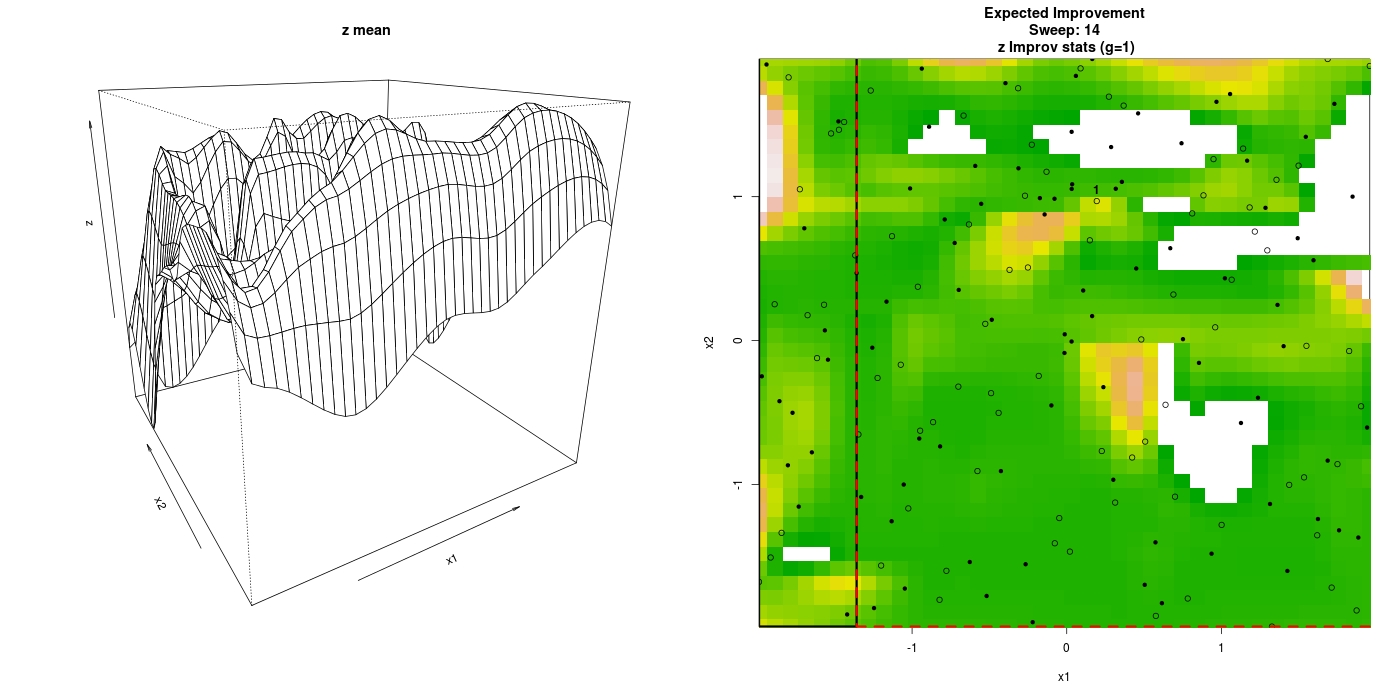 z mean
z
x2
x1
Expected Improvement
Sweep: 14
z Improv stats (g=1)
x2
1
0
-1
1
-1
0
1
x1